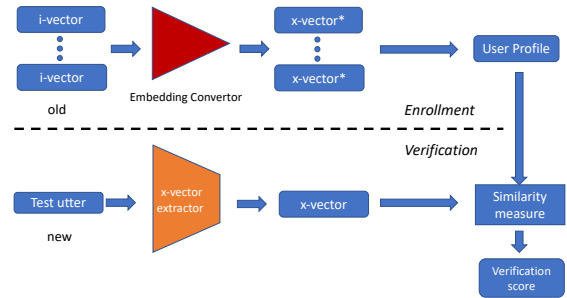 i-vector
x-vector*
User Profile
i-vector
x-vector*
old
Embedding Convertor
Enrollment
Verification
Test utter
x-vector
extractor
x-vector
Similarity
measure
new
Verification
score